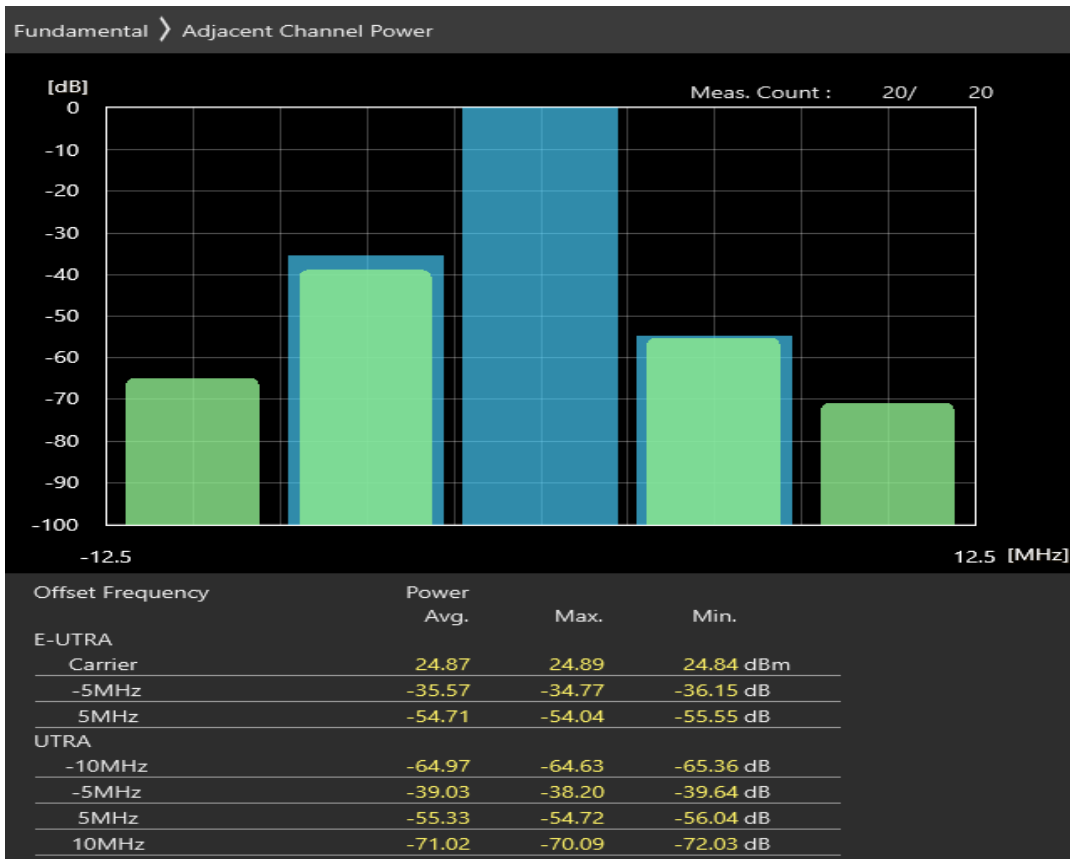 Fundamental 〉 Adjacent Channel Power
[dB]
Meas. Count : 20/ 20
0
-10
-20
-30
-40
-50
-60
-70
-80
-90
-100
-12.5 12.5 [MHz]
Offset Frequency Power
Avg. Max. Min.
E-UTRA
Carrier 24.87 24.89 24.84 dBm
-5MHz -35.57 -34.77 -36.15 dB
5MHz -54.71 -54.04 -55.55 dB
UTRA
-10MHz -64.97 -64.63 -65.36 dB
-5MHz -39.03 -38.20 -39.64 dB
5MHz -55.33 -54.72 -56.04 dB
10MHz -71.02 -70.09 -72.03 dB